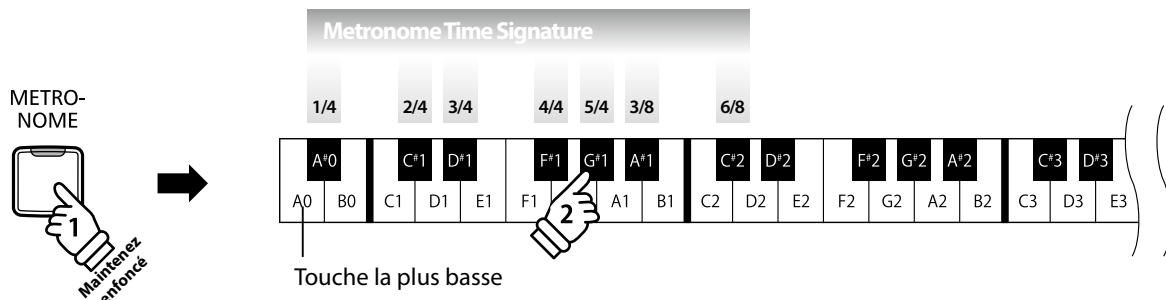 Metronome Time Signature
1/4 2/4 3/4 4/4 5/4 3/8 6/8
METRO-
NOME
A#0 C#1 D#1 F#1 G#1 A#1 C#2 D#2 F#2 G#2 A#2 C#3 D#3
A0 B0 C1 D1 E1 F1 A1 B1 C2 D2 E2 F2 G2 A2 B2 C3 D3 E3
1
2
Maintenez
enfoncé
Touche la plus basse